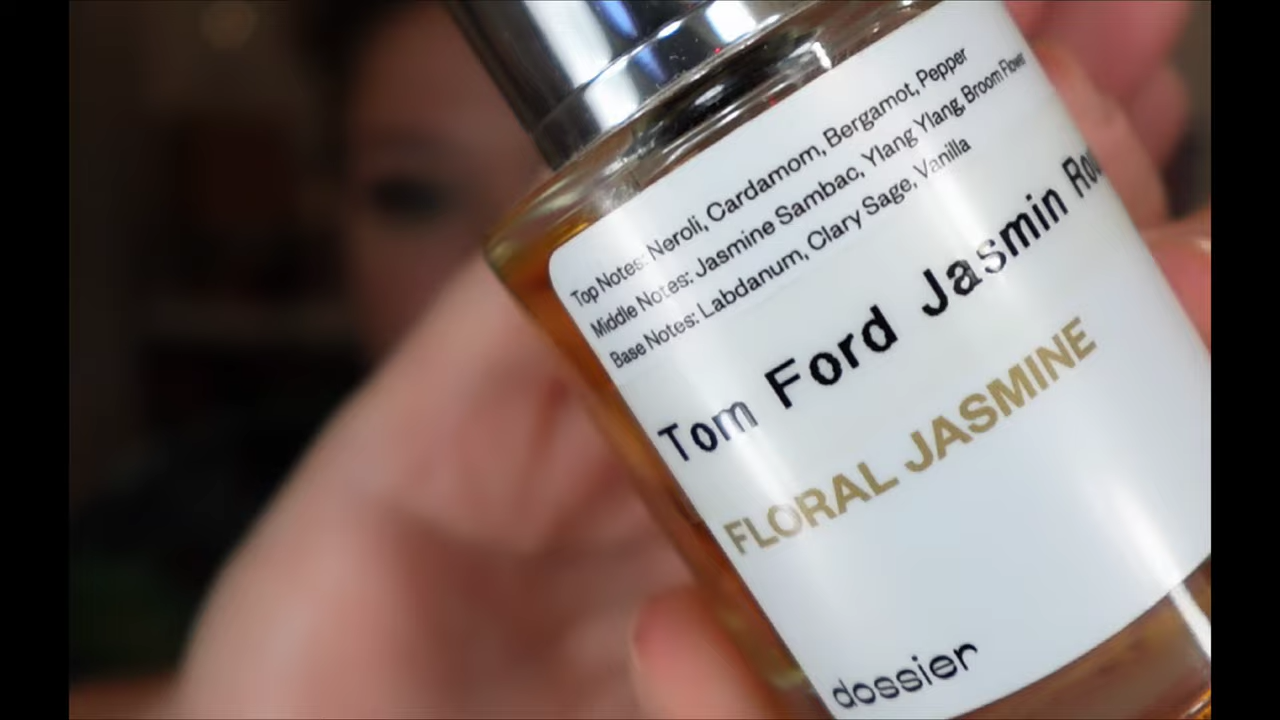 Top Notes: Neroli, Cardamom, Bergamot, Pepper
Middle Notes: Jasmine Sambac, Ylang Ylang, Broom Flower
Base Notes: Labdanum, Clary Sage, Vanilla
Tom Ford Jasmin
FLORAL JASMINE
dossier